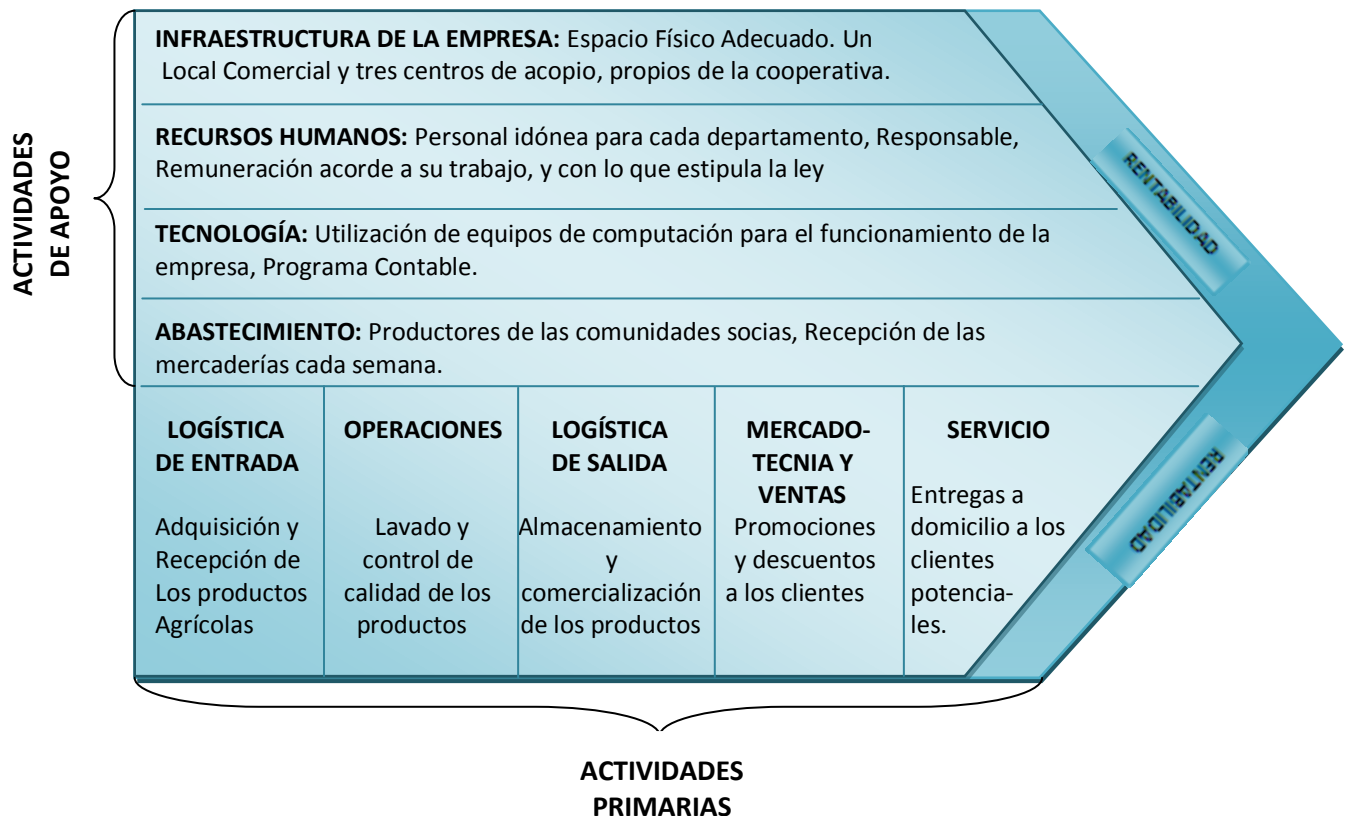 ACTIVIDADES
DE APOYO
INFRAESTRUCTURA DE LA EMPRESA: Espacio Físico Adecuado. Un
Local Comercial y tres centros de acopio, propios de la cooperativa.
RECURSOS HUMANOS: Personal idónea para cada departamento, Responsable,
Remuneración acorde a su trabajo, y con lo que estipula la ley
TECNOLOGÍA: Utilización de equipos de computación para el funcionamiento de la
empresa, Programa Contable.
ABASTECIMIENTO: Productores de las comunidades socias, Recepción de las
mercaderías cada semana.
RENTABILIDAD
LOGÍSTICA
DE ENTRADA
Adquisición y
Recepción de
Los productos
Agrícolas
OPERACIONES
Lavado y
control de
calidad de los
productos
LOGÍSTICA
DE SALIDA
Almacenamiento
y
comercialización
de los productos
MERCADO-
TECNIA Y
VENTAS
Promociones
y descuentos
a los clientes
SERVICIO
Entregas a
domicilio a los
clientes
potencia-
les.
RENTABILIDAD
ACTIVIDADES
PRIMARIAS